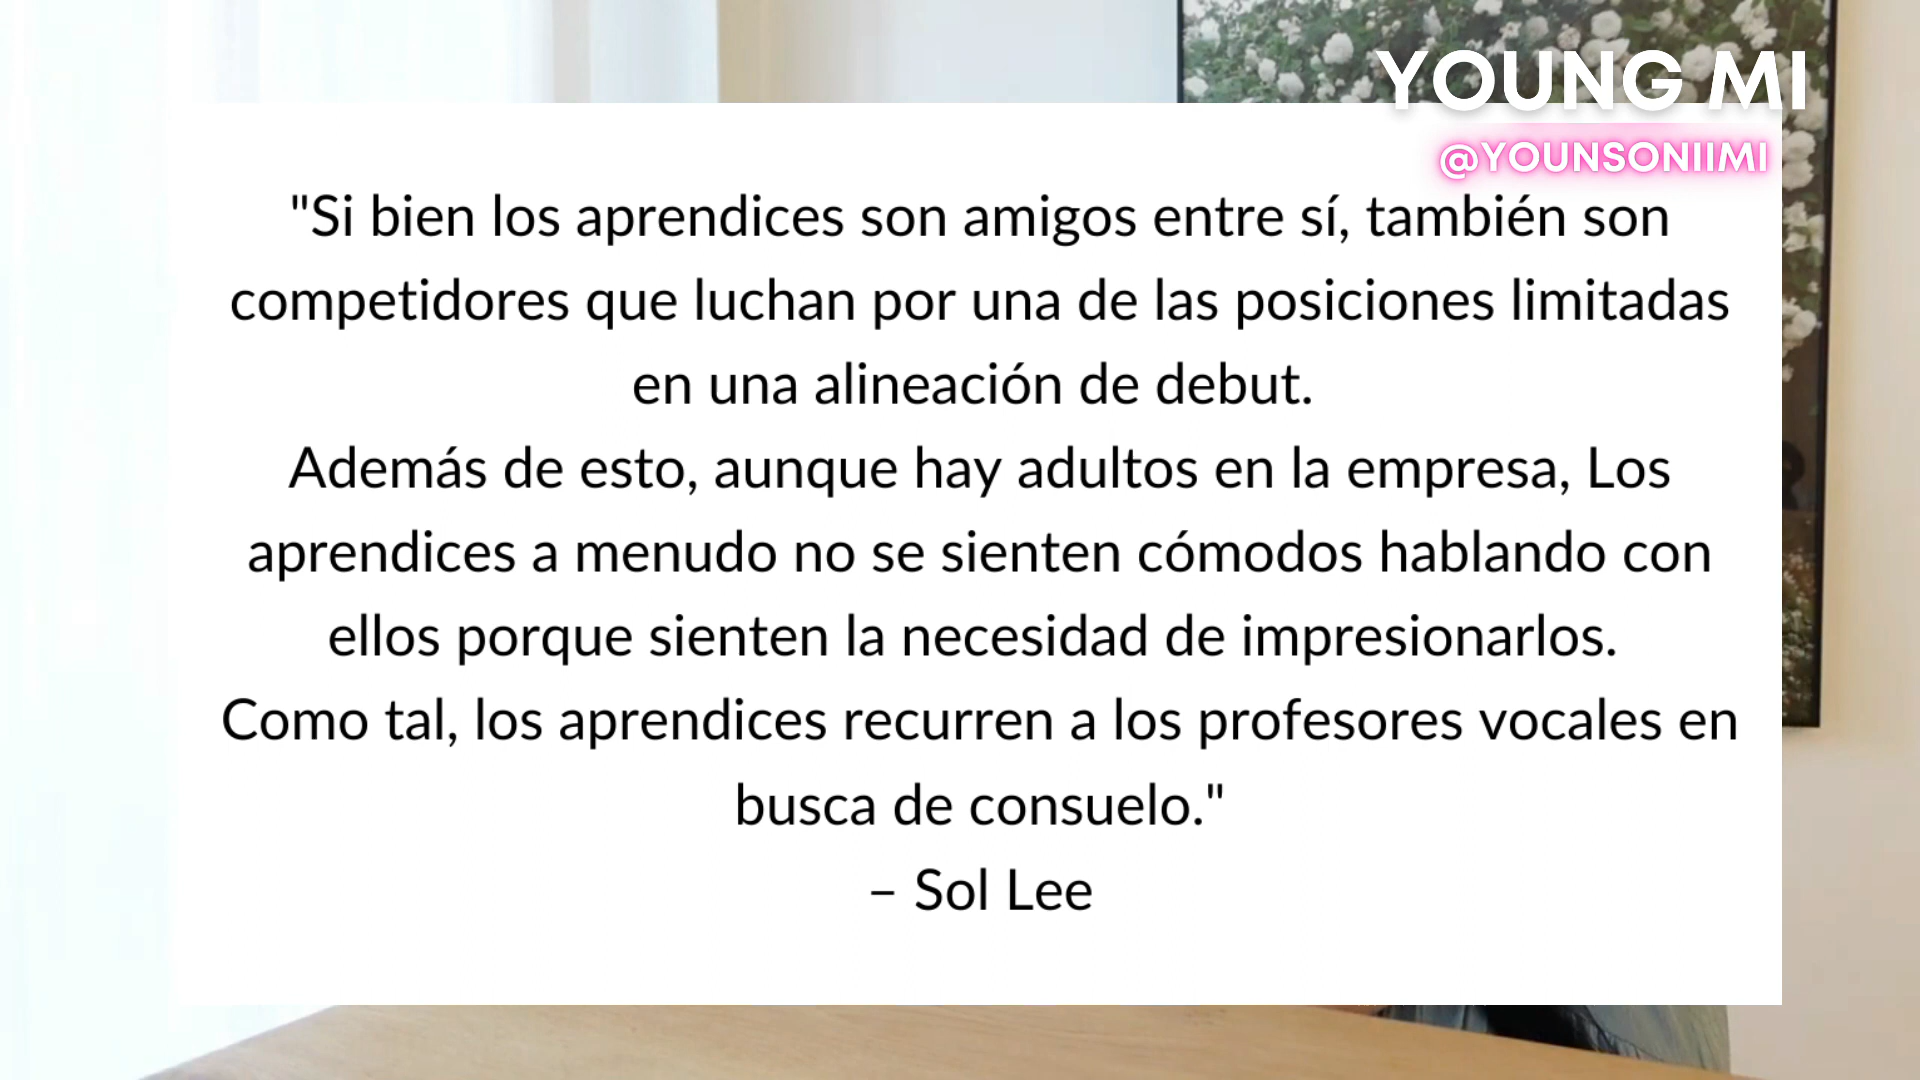 YOUNG MI
@YOUNSONIIMI
"Si bien los aprendices son amigos entre sí, también son
competidores que luchan por una de las posiciones limitadas
en una alineación de debut.
Además de esto, aunque hay adultos en la empresa, Los
aprendices a menudo no se sienten cómodos hablando con
ellos porque sienten la necesidad de impresionarlos.
Como tal, los aprendices recurren a los profesores vocales en
busca de consuelo."
– Sol Lee